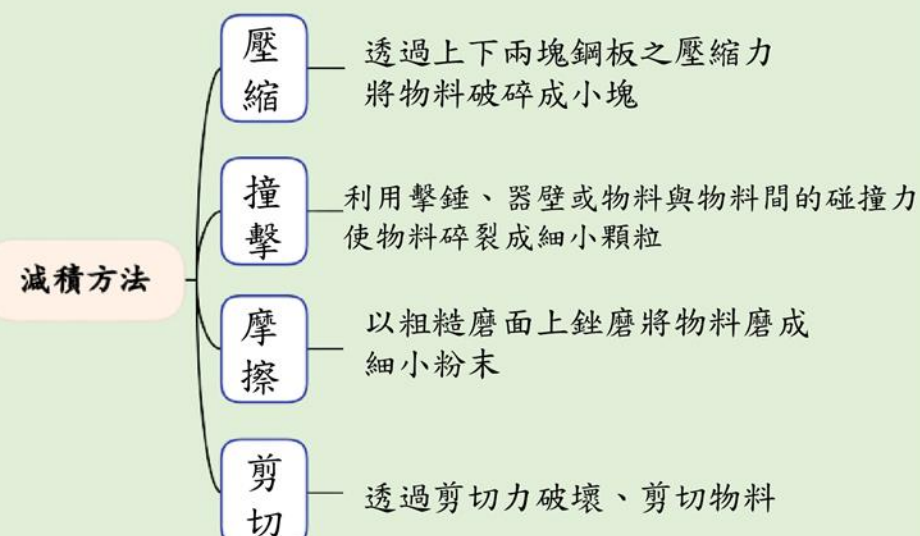 減積方法
壓
縮
透過上下兩塊鋼板之壓縮力
將物料破碎成小塊
撞
擊
利用擊錘、器壁或物料與物料間的碰撞力
使物料碎裂成細小顆粒
摩
擦
以粗糙磨面上銼磨將物料磨成
細小粉末
剪
切
透過剪切力破壞、剪切物料